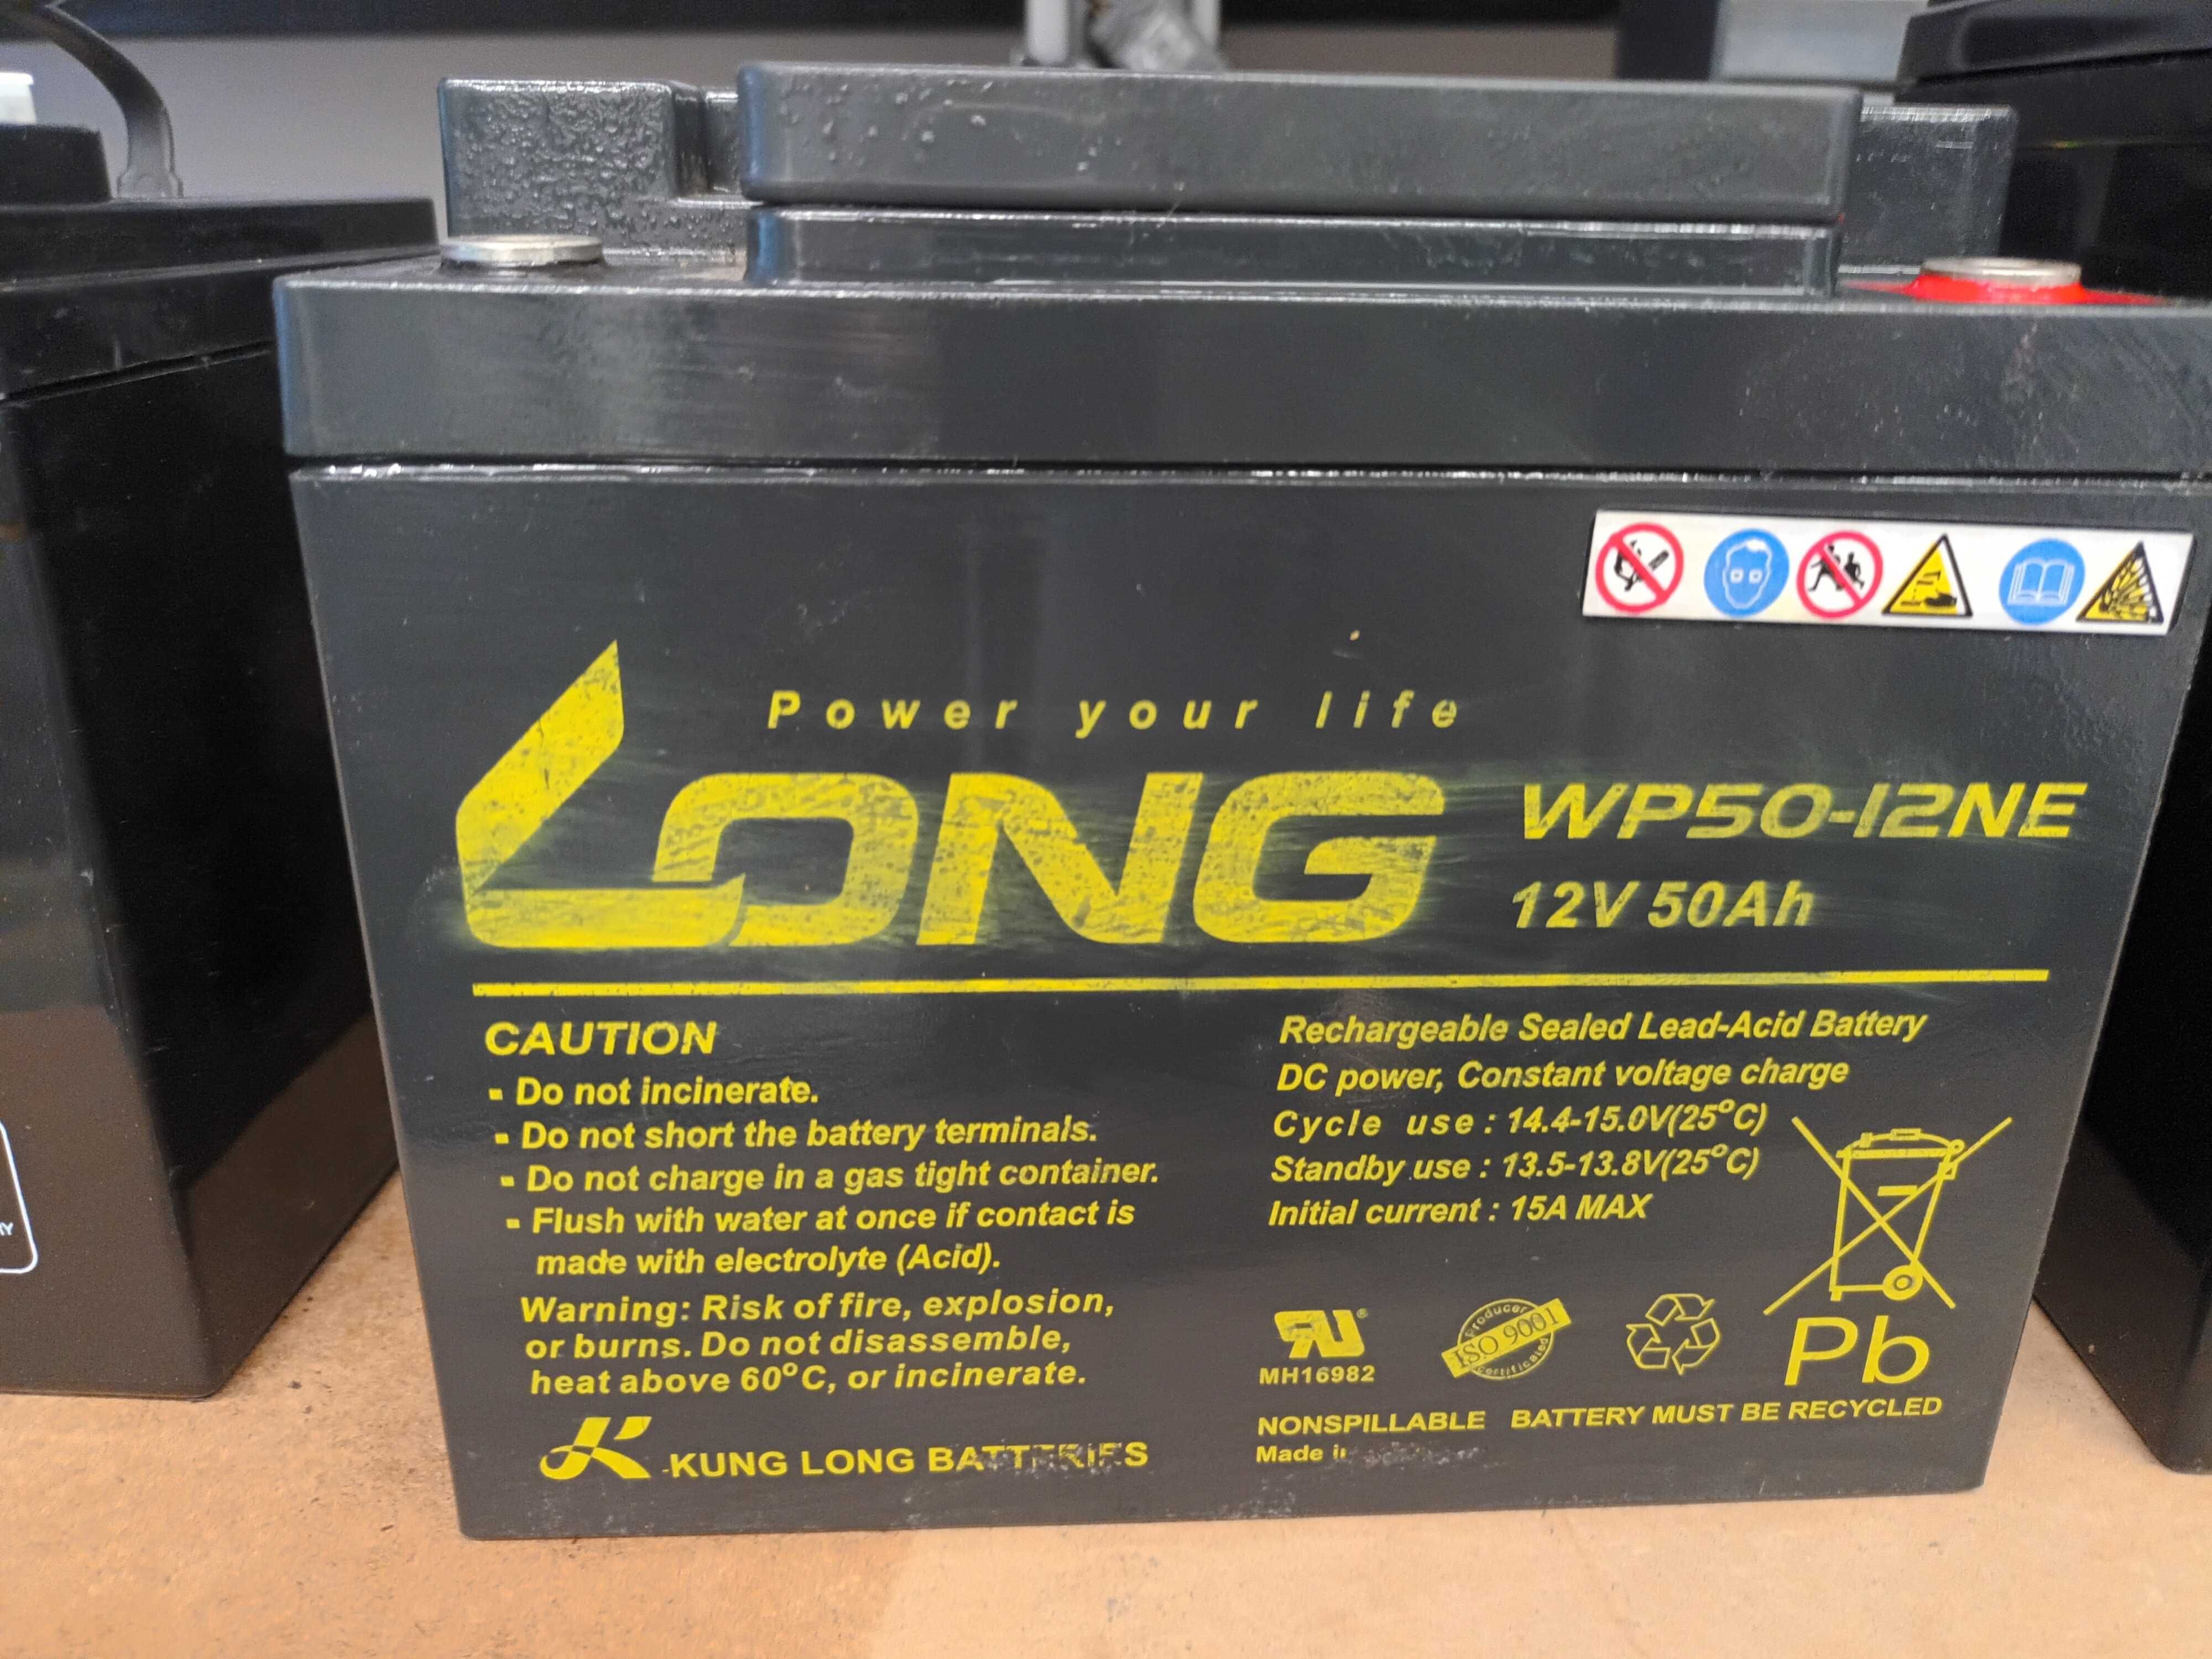 Power your life
LONG
WP50-12NE
12V 50Ah
CAUTION
- Do not incinerate.
- Do not short the battery terminals.
- Do not charge in a gas tight container.
- Flush with water at once if contact is
made with electrolyte (Acid).
Warning: Risk of fire, explosion,
or burns. Do not disassemble,
heat above 60°C, or incinerate.
KUNG LONG BATTERIES
Rechargeable Sealed Lead-Acid Battery
DC power, Constant voltage charge
Cycle use : 14.4-15.0V(25°C)
Standby use : 13.5-13.8V(25°C)
Initial current : 15A MAX
MH16982
Producer
ISO 9001
Certificated
Pb
NONSPILLABLE BATTERY MUST BE RECYCLED
Made